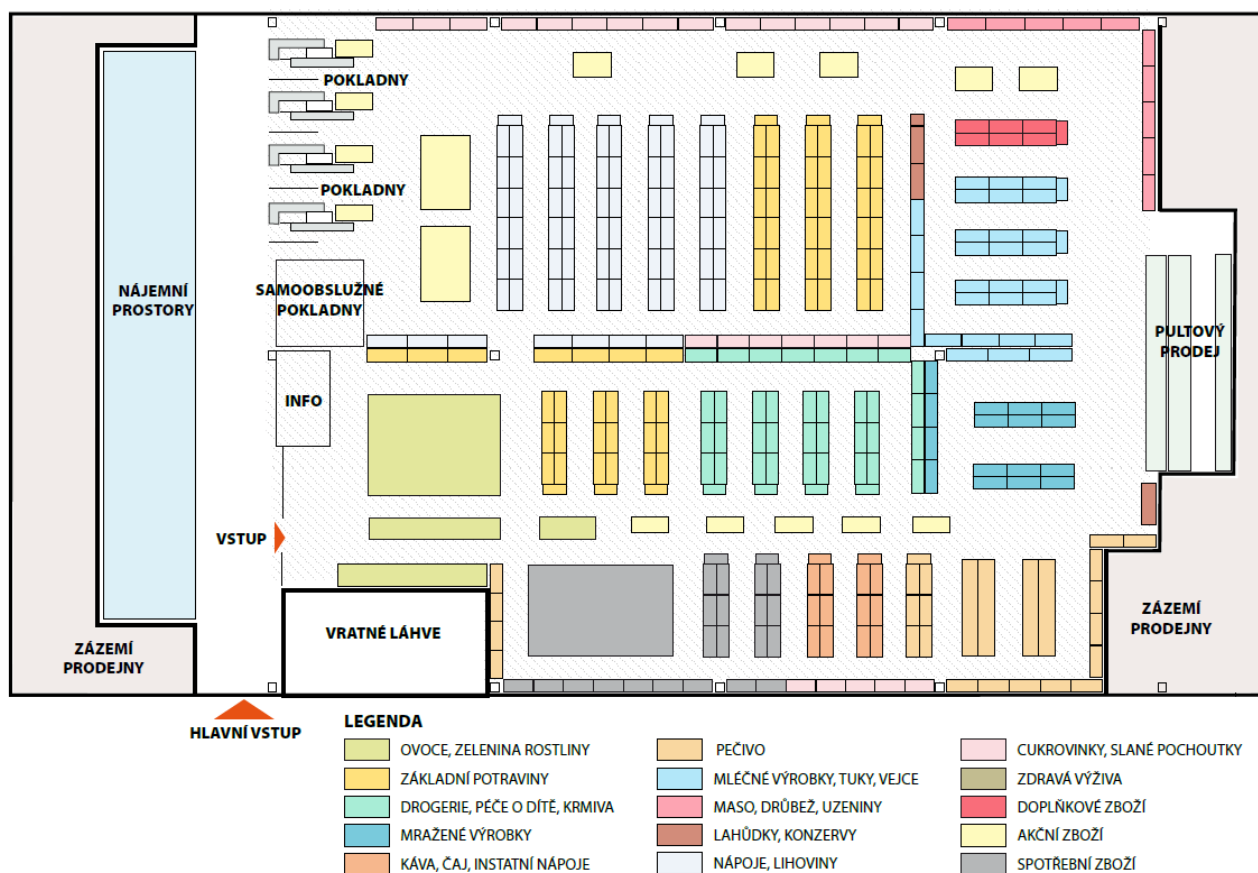 POKLADNY
POKLADNY
NÁJEMNÍ
PROSTORY
SAMOOBSLUŽNÉ
POKLADNY
PULTOVÝ
PRODEJ
INFO
VSTUP
VRATNÉ LÁHVE
ZÁZEMÍ
PRODEJNY
ZÁZEMÍ
PRODEJNY
HLAVNÍ VSTUP
LEGENDA
OVOCE, ZELENINA ROSTLINY
ZÁKLADNÍ POTRAVINY
DROGERIE, PÉČE O DÍTĚ, KRMIVA
MRAŽENÉ VÝROBKY
KÁVA, ČAJ, INSTATNÍ NÁPOJE
PEČIVO
MLÉČNÉ VÝROBKY, TUKY, VEJCE
MASO, DRŮBEŽ, UZENINY
LAHŮDKY, KONZERVY
NÁPOJE, LIHOVINY
CUKROVINKY, SLANÉ POCHOUTKY
ZDRAVÁ VÝŽIVA
DOPLŇKOVÉ ZBOŽÍ
AKČNÍ ZBOŽÍ
SPOTŘEBNÍ ZBOŽÍ